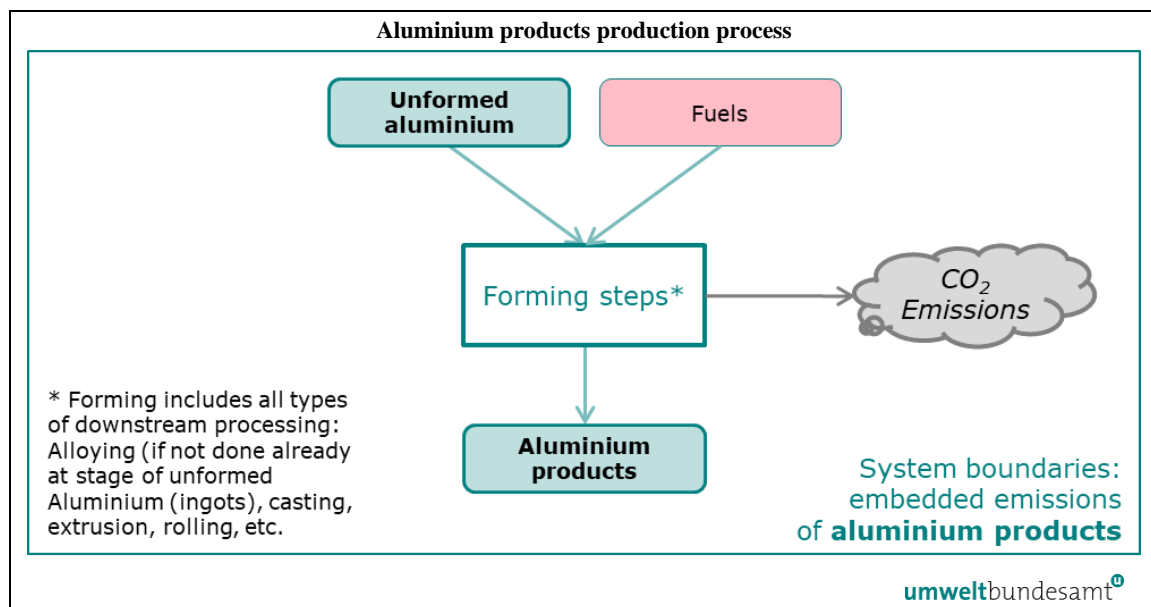 Aluminium products production process
Unformed
aluminium
Fuels
Forming steps*
CO2
Emissions
* Forming includes all types
of downstream processing:
Alloying (if not done already
at stage of unformed
Aluminium (ingots), casting,
extrusion, rolling, etc.
Aluminium
products
System boundaries:
embedded emissions
of aluminium products
umweltbundesamt u